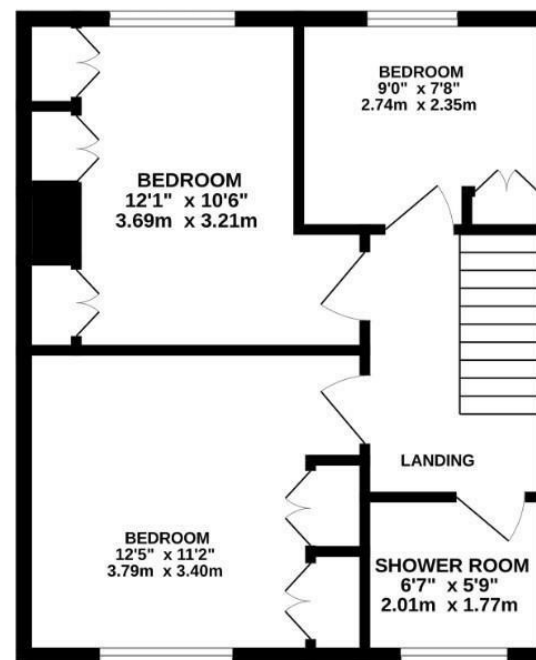 BEDROOM
9'0" x 7'8"
2.74m x 2.35m
BEDROOM
12'1" x 10'6"
3.69m x 3.21m
LANDING
BEDROOM
12'5" x 11'2"
3.79m x 3.40m
SHOWER ROOM
6'7" x 5'9"
2.01m x 1.77m